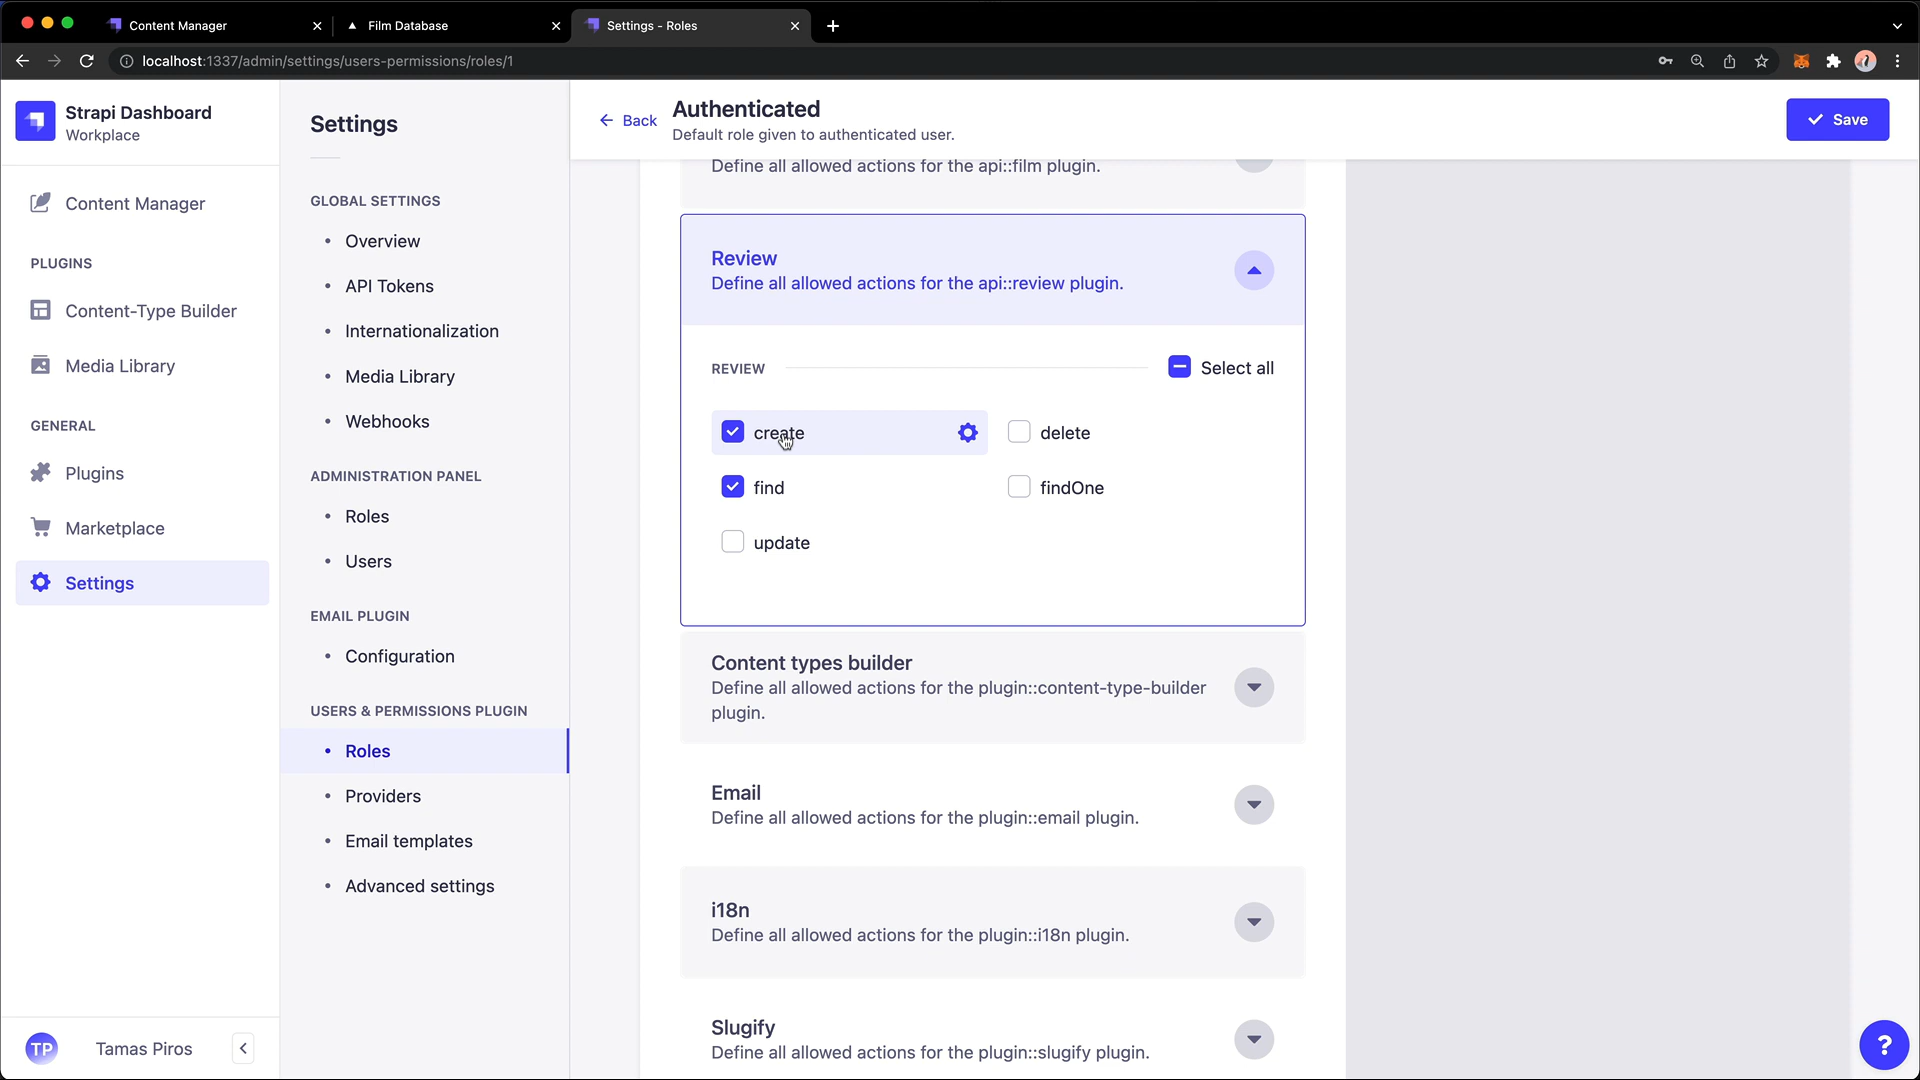 Content Manager
Film Database
Settings - Roles
localhost:1337/admin/settings/users-permissions/roles/1
Strapi Dashboard
Workplace
Content Manager
PLUGINS
Content-Type Builder
Media Library
GENERAL
Plugins
Marketplace
Settings
TP
Tamas Piros
Settings
GLOBAL SETTINGS
Overview
API Tokens
Internationalization
Media Library
Webhooks
ADMINISTRATION PANEL
Roles
Users
EMAIL PLUGIN
Configuration
USERS & PERMISSIONS PLUGIN
Roles
Providers
Email templates
Advanced settings
Back
Authenticated
Default role given to authenticated user.
Save
Define all allowed actions for the api::film plugin.
Review
Define all allowed actions for the api::review plugin.
REVIEW
Select all
create
delete
find
findOne
update
Content types builder
Define all allowed actions for the plugin::content-type-builder
plugin.
Email
Define all allowed actions for the plugin::email plugin.
i18n
Define all allowed actions for the plugin::i18n plugin.
Slugify
Define all allowed actions for the plugin::slugify plugin.
?